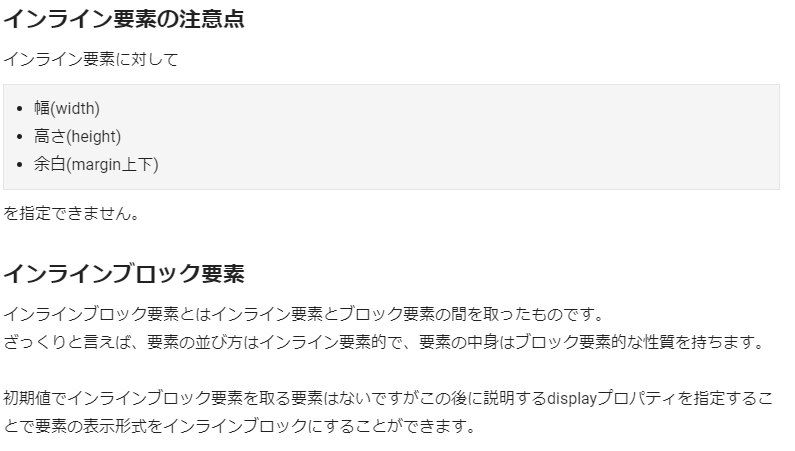 インライン要素の注意点
インライン要素に対して
• 幅(width)
• 高さ(height)
• 余白(margin上下)
を指定できません。
インラインブロック要素
インラインブロック要素とはインライン要素とブロック要素の間を取ったものです。
ざっくりと言えば、要素の並び方はインライン要素的で、要素の中身はブロック要素的な性質を持ちます。
初期値でインラインブロック要素を取る要素はないですがこの後に説明するdisplayプロパティを指定するこ
とで要素の表示形式をインラインブロックにすることができます。